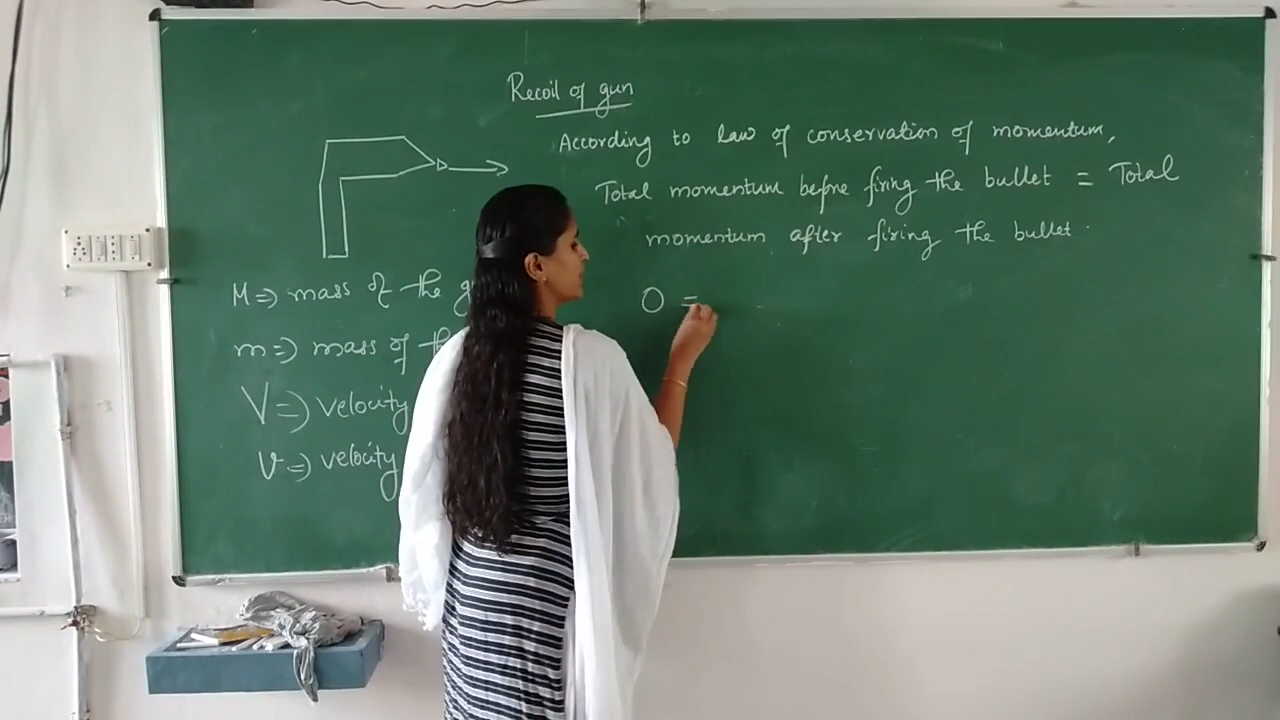 Recoil of gun
According to law of conservation of momentum,
Total momentum before firing the bullet = Total
momentum after firing the bullet.
0 =
M => mass of the
m => mass of
V => velocity
v => velocity